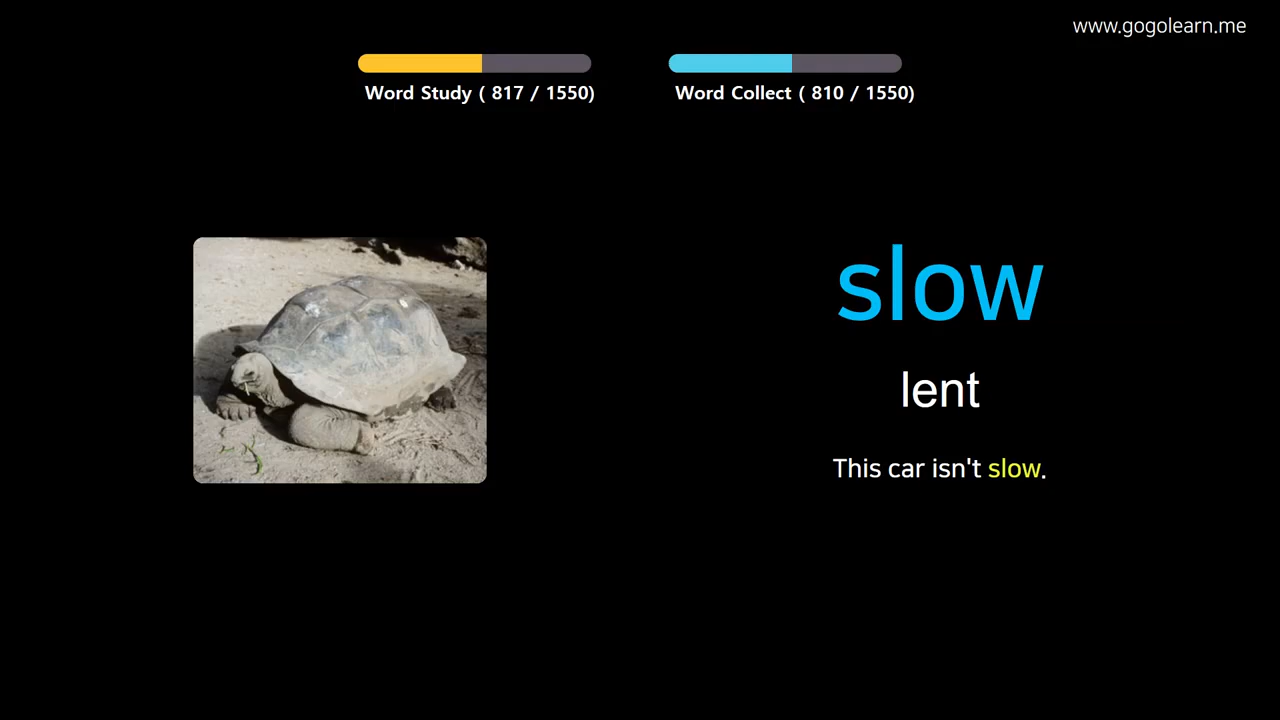 www.gogolearn.me
Word Study ( 817 / 1550)
Word Collect ( 810 / 1550)
slow
lent
This car isn't slow.